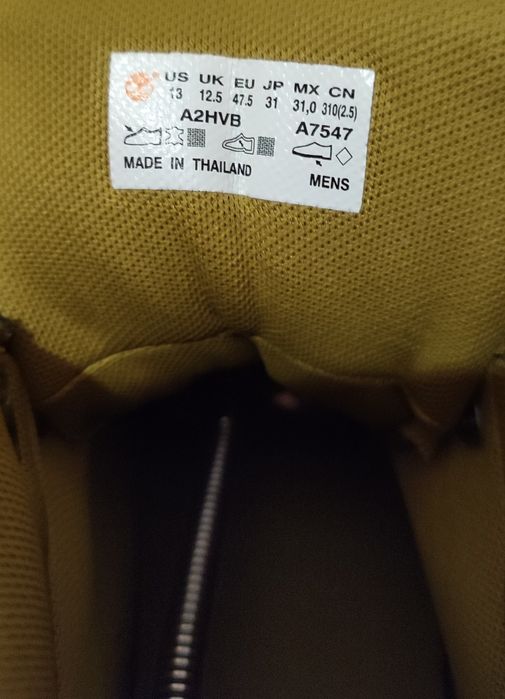 US UK EU JP MX CN
13 12.5 47.5 31 31,0 310(2.5)
A2HVB A7547
MADE IN THAILAND
MENS